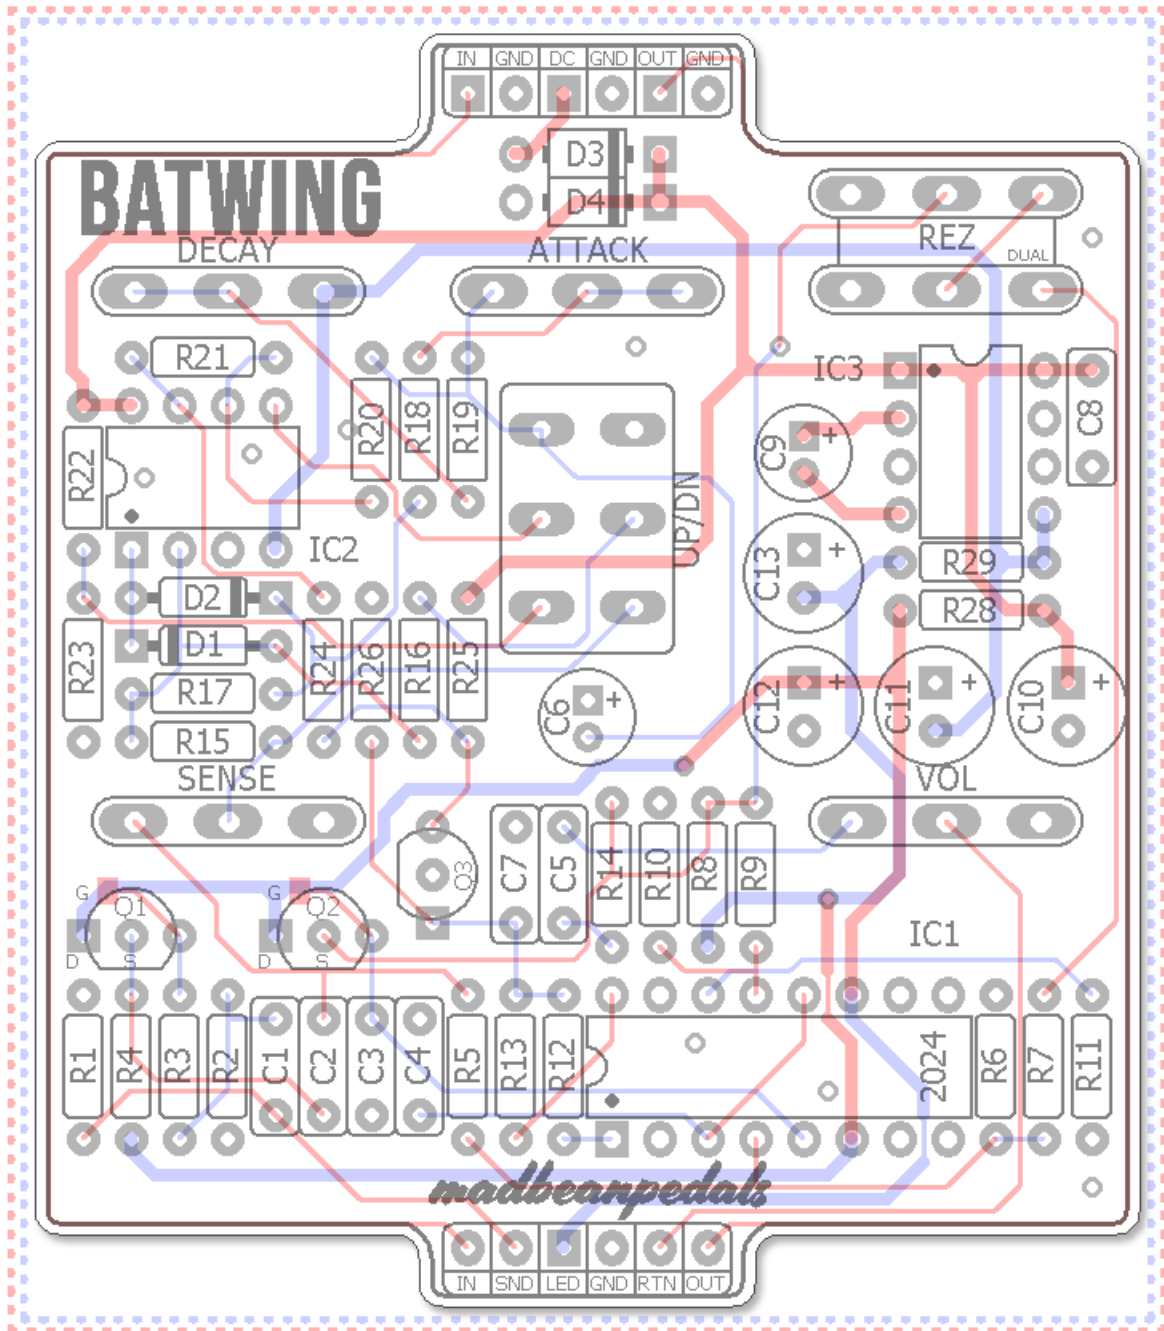 IN GND DC GND OUT GND
D3
BATWING
D4
DECAY ATTACK REZ
DUAL
R21 IC3
R20 R18 R19 C9 + C8
R22 UP/DN
IC2 C13 + R29
D2 R28
D1
R23 R24 R26 R16 R25
R17 C6 + C12 + C11 + C10 +
R15
SENSE VOL
Q3 C7 C5 R14 R10 R8 R9
G Q1 G Q2
D S D S IC1
R1 R4 R3 R2 C1 C2 C3 C4 R5 R13 R12 2024 R6 R7 R11
madbeanpedals
IN SND LED GND RTN OUT